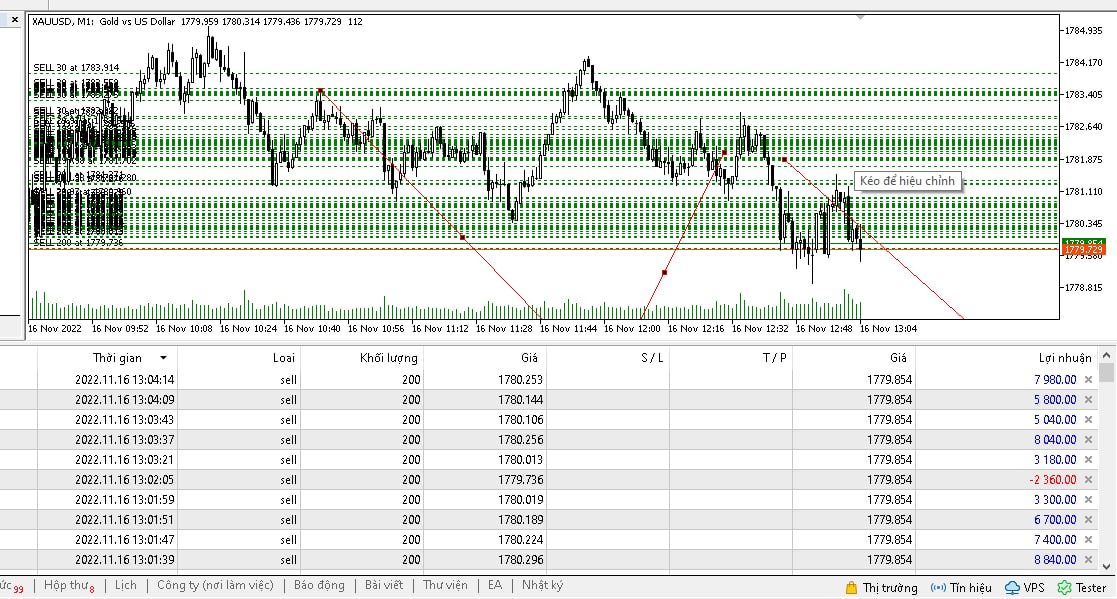 XAUUSD, M1: Gold vs US Dollar 1779.959 1780.314 1779.436 1779.729 112
1784.935
SELL 30 at 1783.914
1784.170
1783.405
1782.640
1781.875
1781.110
Kéo để hiệu chỉnh
1780.345
SELL 200 at 1779.736
1779.854
1779.729
1779.580
1778.815
16 Nov 2022 16 Nov 09:52 16 Nov 10:08 16 Nov 10:24 16 Nov 10:40 16 Nov 10:56 16 Nov 11:12 16 Nov 11:28 16 Nov 11:44 16 Nov 12:00 16 Nov 12:16 16 Nov 12:32 16 Nov 12:48 16 Nov 13:04
Thời gian Loại Khối lượng Giá S / L T / P Giá Lợi nhuận
2022.11.16 13:04:14 sell 200 1780.253 1779.854 7 980.00
2022.11.16 13:04:09 sell 200 1780.144 1779.854 5 800.00
2022.11.16 13:03:43 sell 200 1780.106 1779.854 5 040.00
2022.11.16 13:03:37 sell 200 1780.256 1779.854 8 040.00
2022.11.16 13:03:21 sell 200 1780.013 1779.854 3 180.00
2022.11.16 13:02:05 sell 200 1779.736 1779.854 -2 360.00
2022.11.16 13:01:59 sell 200 1780.019 1779.854 3 300.00
2022.11.16 13:01:51 sell 200 1780.189 1779.854 6 700.00
2022.11.16 13:01:47 sell 200 1780.224 1779.854 7 400.00
2022.11.16 13:01:39 sell 200 1780.296 1779.854 8 840.00
ức 99 | Hộp thư 8 | Lịch | Công ty (nơi làm việc) | Báo động | Bài viết | Thư viện | EA | Nhật ký Thị trường Tín hiệu VPS Tester